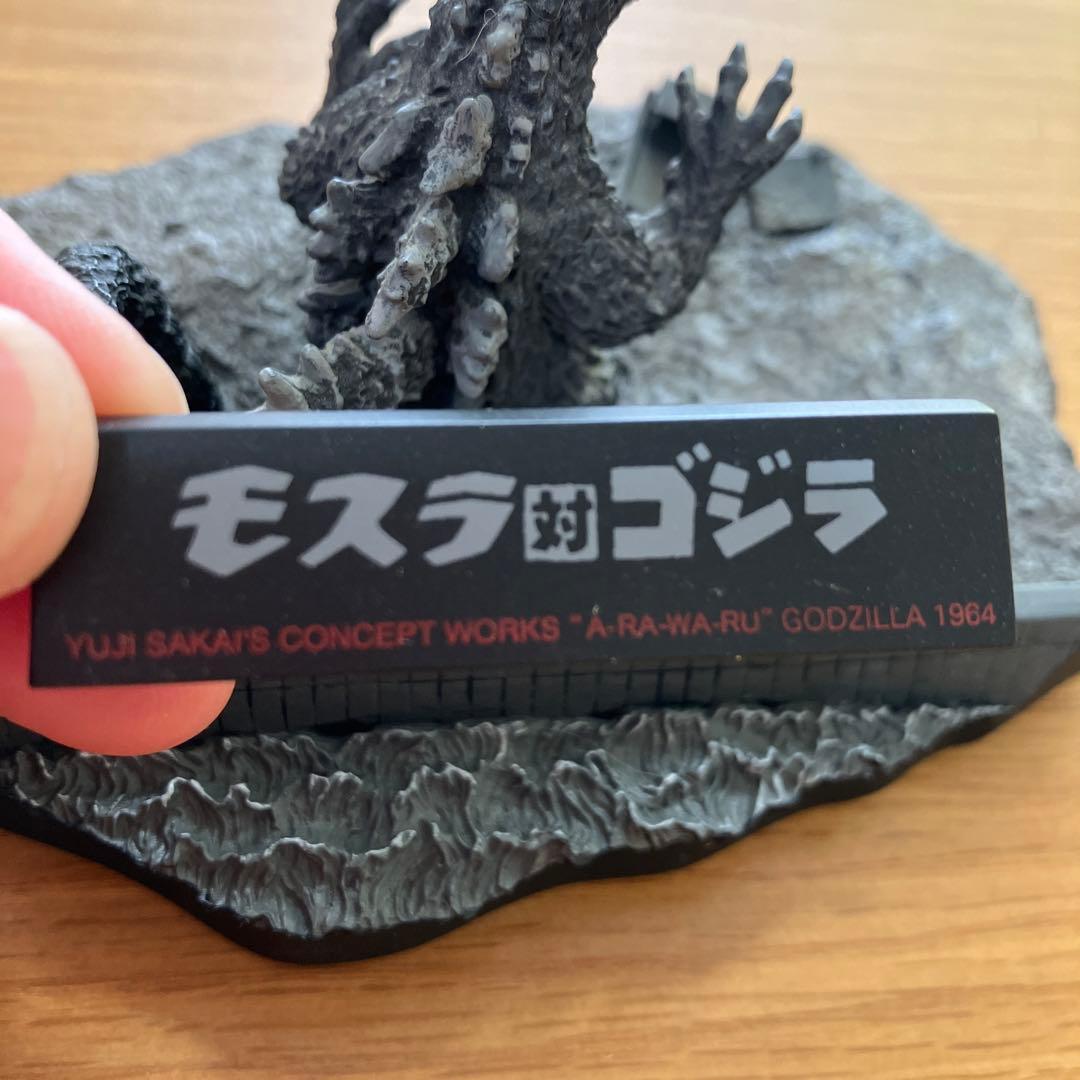 モスラ対ゴジラ
YUJI SAKAI'S CONCEPT WORKS "A-RA-WA-RU" GODZILLA 1964